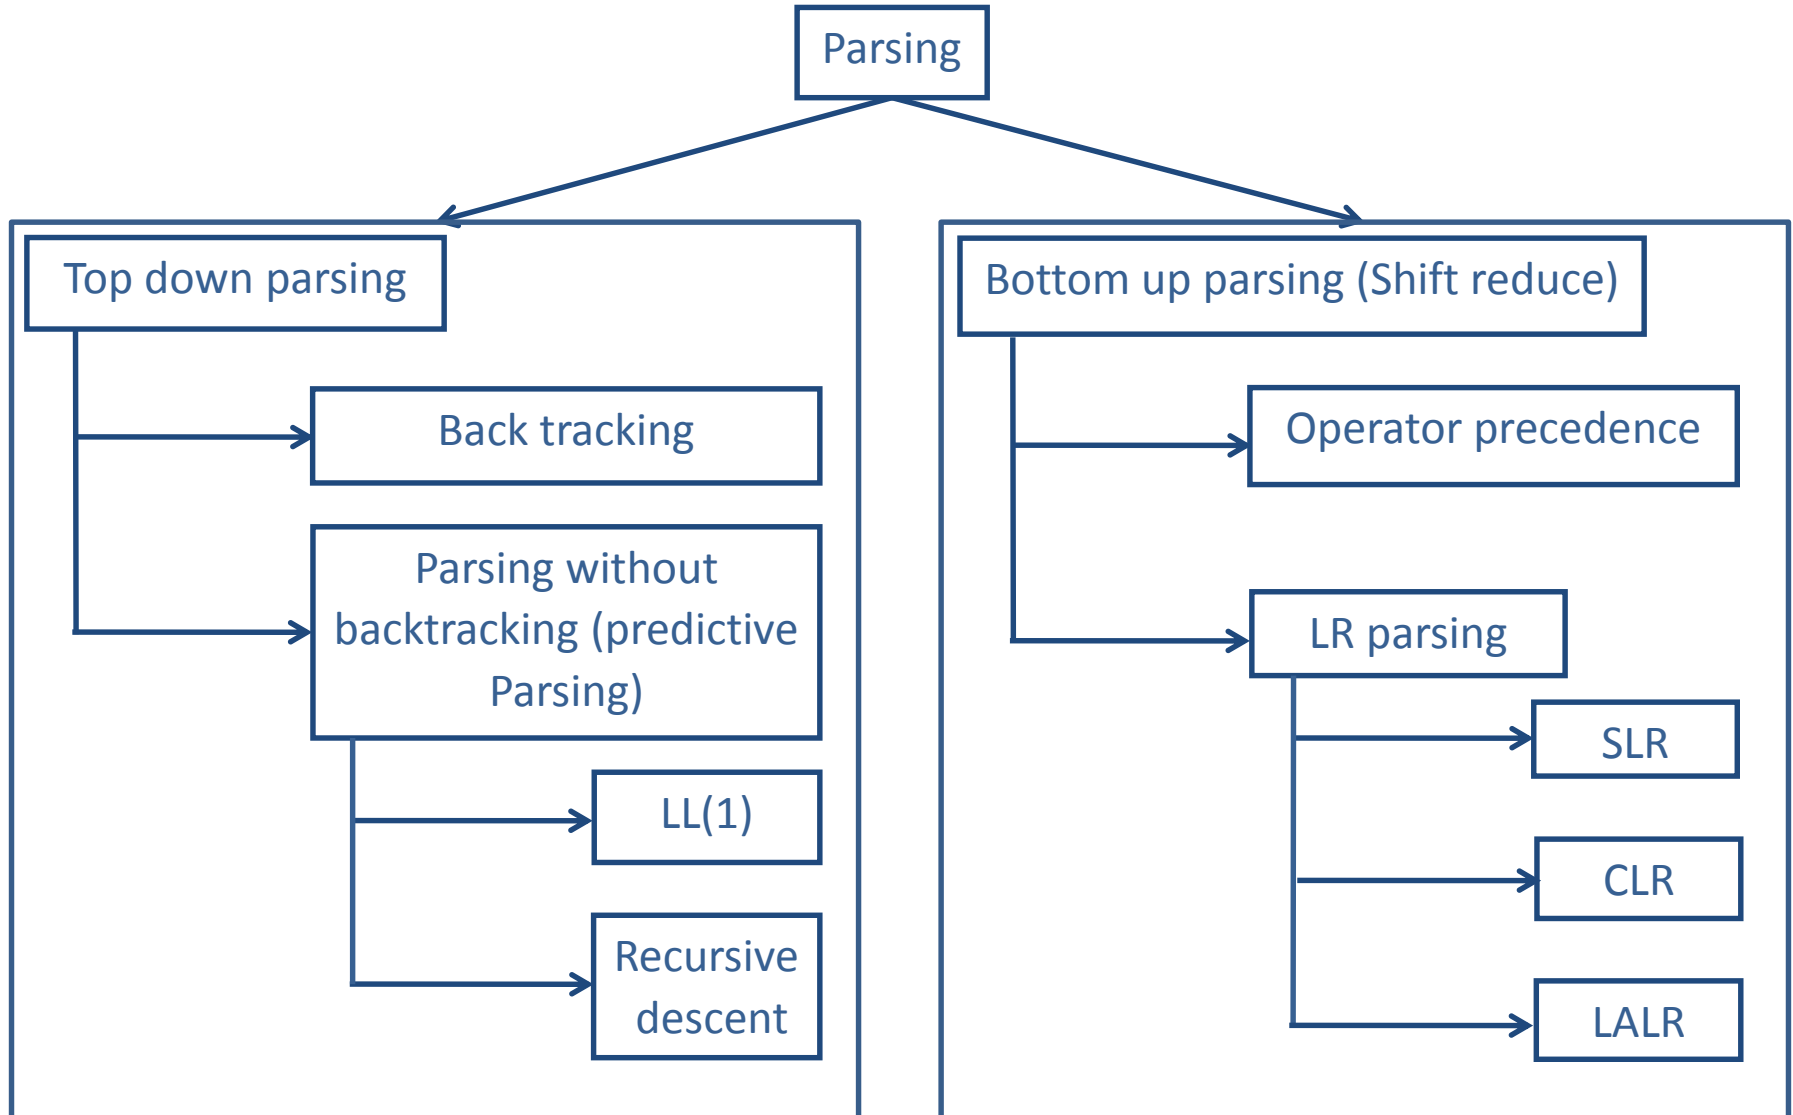 Parsing
Top down parsing
Back tracking
Parsing without
backtracking (predictive
Parsing)
LL(1)
Recursive
descent
Bottom up parsing (Shift reduce)
Operator precedence
LR parsing
SLR
CLR
LALR